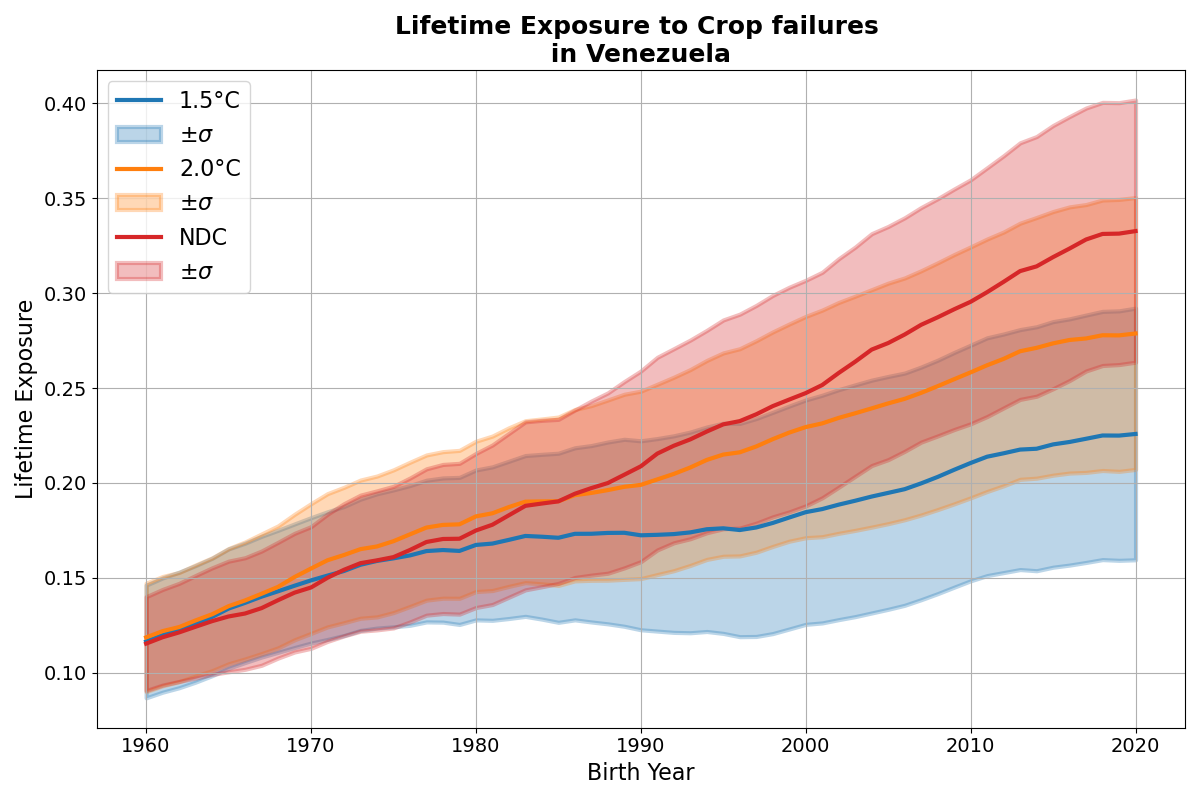 Lifetime Exposure to Crop failures
in Venezuela
1.5°C
±σ
2.0°C
±σ
NDC
±σ
Lifetime Exposure
0.40
0.35
0.30
0.25
0.20
0.15
0.10
1960 1970 1980 1990 2000 2010 2020
Birth Year